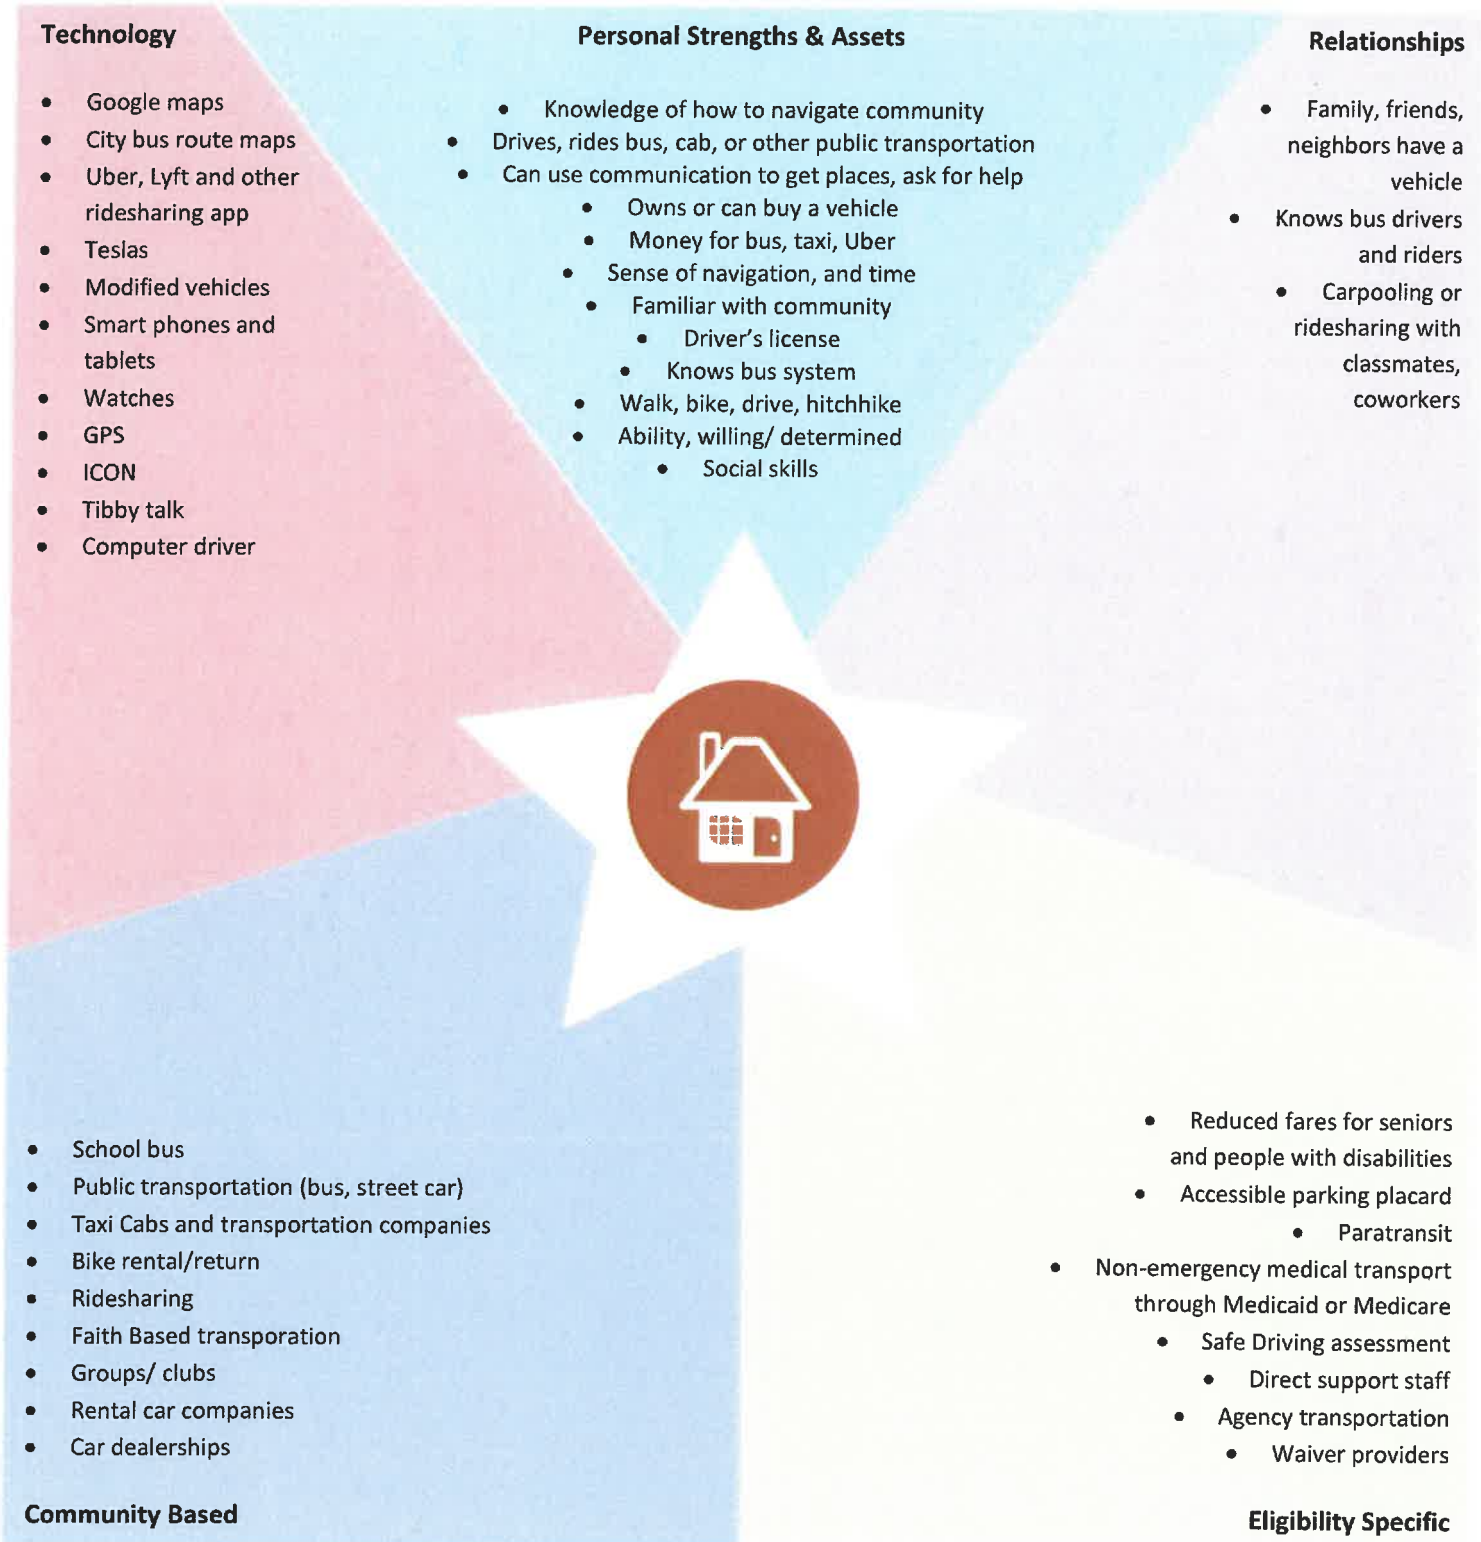 Technology
• Google maps
• City bus route maps
• Uber, Lyft and other
ridesharing app
• Teslas
• Modified vehicles
• Smart phones and
tablets
• Watches
• GPS
• ICON
• Tibby talk
• Computer driver
Personal Strengths & Assets
• Knowledge of how to navigate community
• Drives, rides bus, cab, or other public transportation
• Can use communication to get places, ask for help
• Owns or can buy a vehicle
• Money for bus, taxi, Uber
• Sense of navigation, and time
• Familiar with community
• Driver's license
• Knows bus system
• Walk, bike, drive, hitchhike
• Ability, willing/ determined
• Social skills
Relationships
• Family, friends,
neighbors have a
vehicle
• Knows bus drivers
and riders
• Carpooling or
ridesharing with
classmates,
coworkers
• School bus
• Public transportation (bus, street car)
• Taxi Cabs and transportation companies
• Bike rental/return
• Ridesharing
• Faith Based transporation
• Groups/ clubs
• Rental car companies
• Car dealerships
Community Based
• Reduced fares for seniors
and people with disabilities
• Accessible parking placard
• Paratransit
• Non-emergency medical transport
through Medicaid or Medicare
• Safe Driving assessment
• Direct support staff
• Agency transportation
• Waiver providers
Eligibility Specific